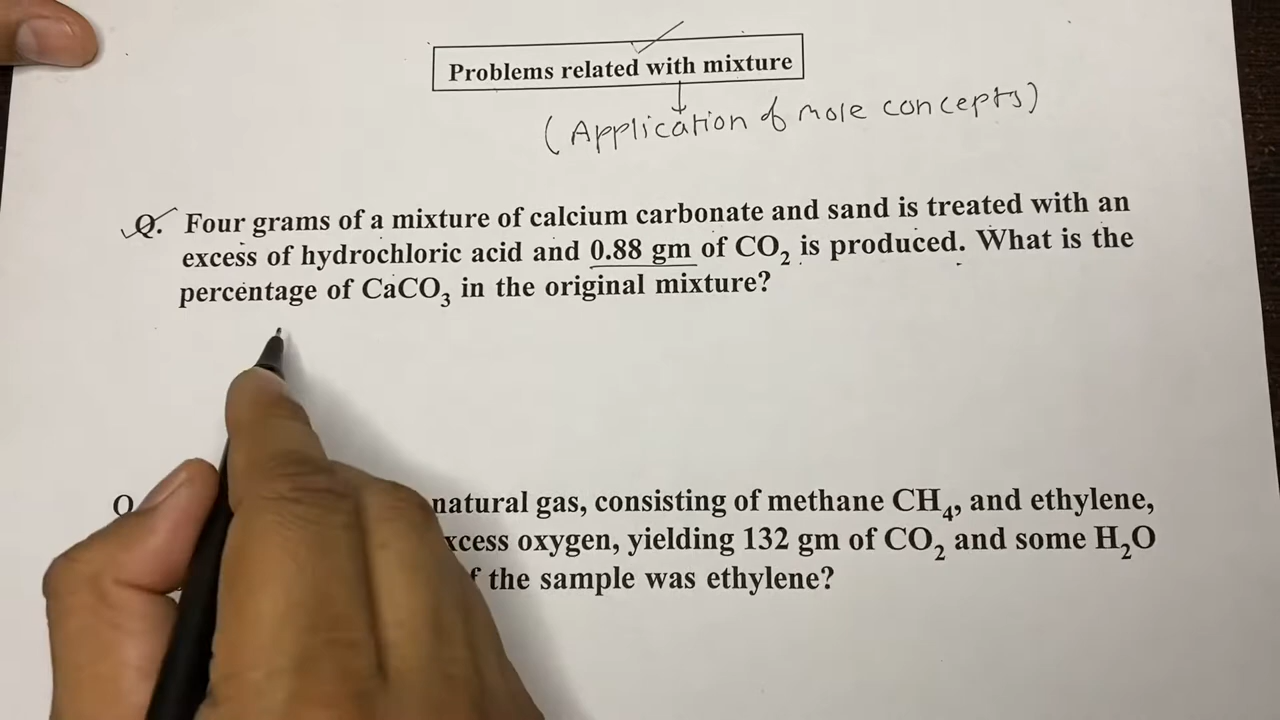 Problems related with mixture
(Application of mole concepts)
Q. Four grams of a mixture of calcium carbonate and sand is treated with an
excess of hydrochloric acid and 0.88 gm of CO₂ is produced. What is the
percentage of CaCO₃ in the original mixture?
Q natural gas, consisting of methane CH₄, and ethylene,
oxygen, yielding 132 gm of CO₂ and some H₂O
the sample was ethylene?